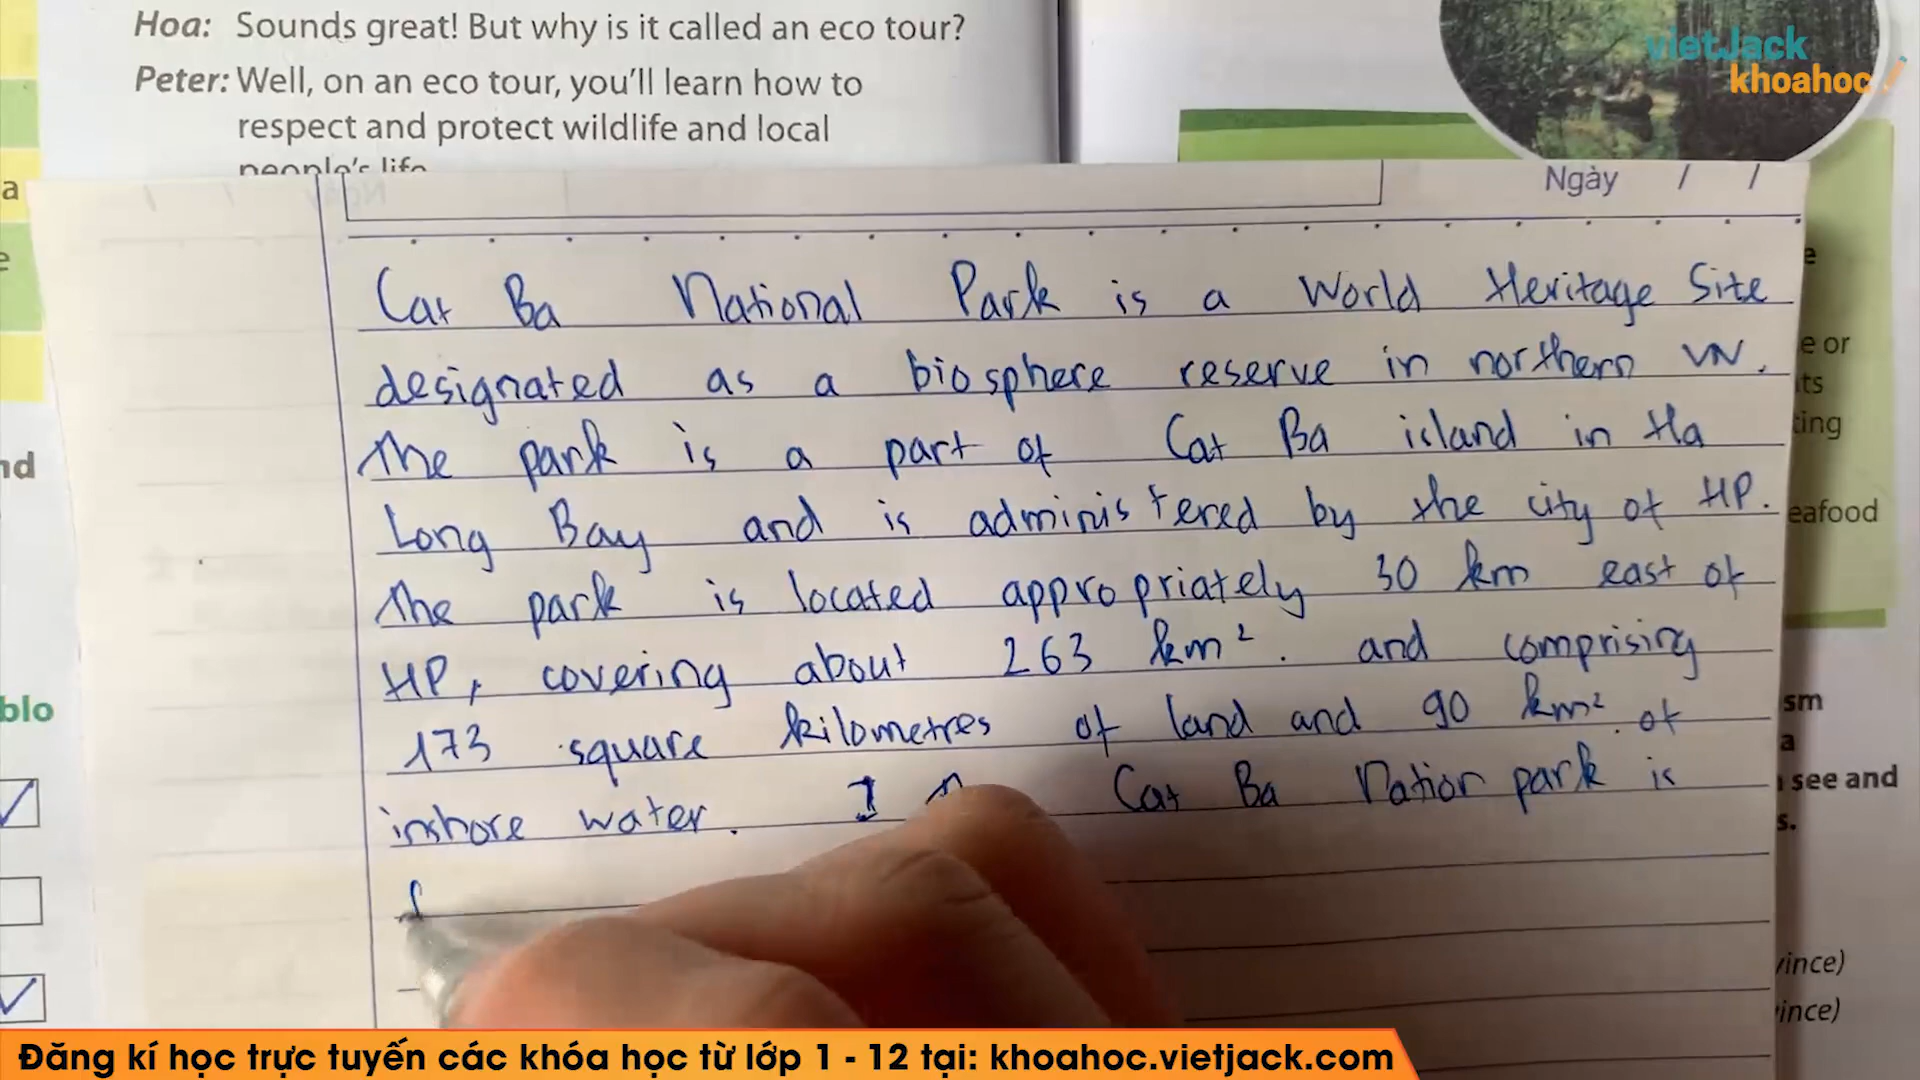 Hoa: Sounds great! But why is it called an eco tour?
Peter: Well, on an eco tour, you'll learn how to
respect and protect wildlife and local
people's life
vietJack
khoahoc
Ngày / /
Cat Ba National Park is a World Heritage Site
designated as a biosphere reserve in northern VN.
The park is a part of Cat Ba island in Ha
Long Bay and is administered by the city of HP.
The park is located appropriately 30 km east of
HP, covering about 263 km². and comprising
173 square kilometres of land and 90 km². of
inshore water. I Cat Ba Nation park is
a
e
nd
blo
e
e or
its
ting
eafood
sm
a
see and
s.
vince)
ince)
Đăng kí học trực tuyến các khóa học từ lớp 1 - 12 tại: khoahoc.vietjack.com